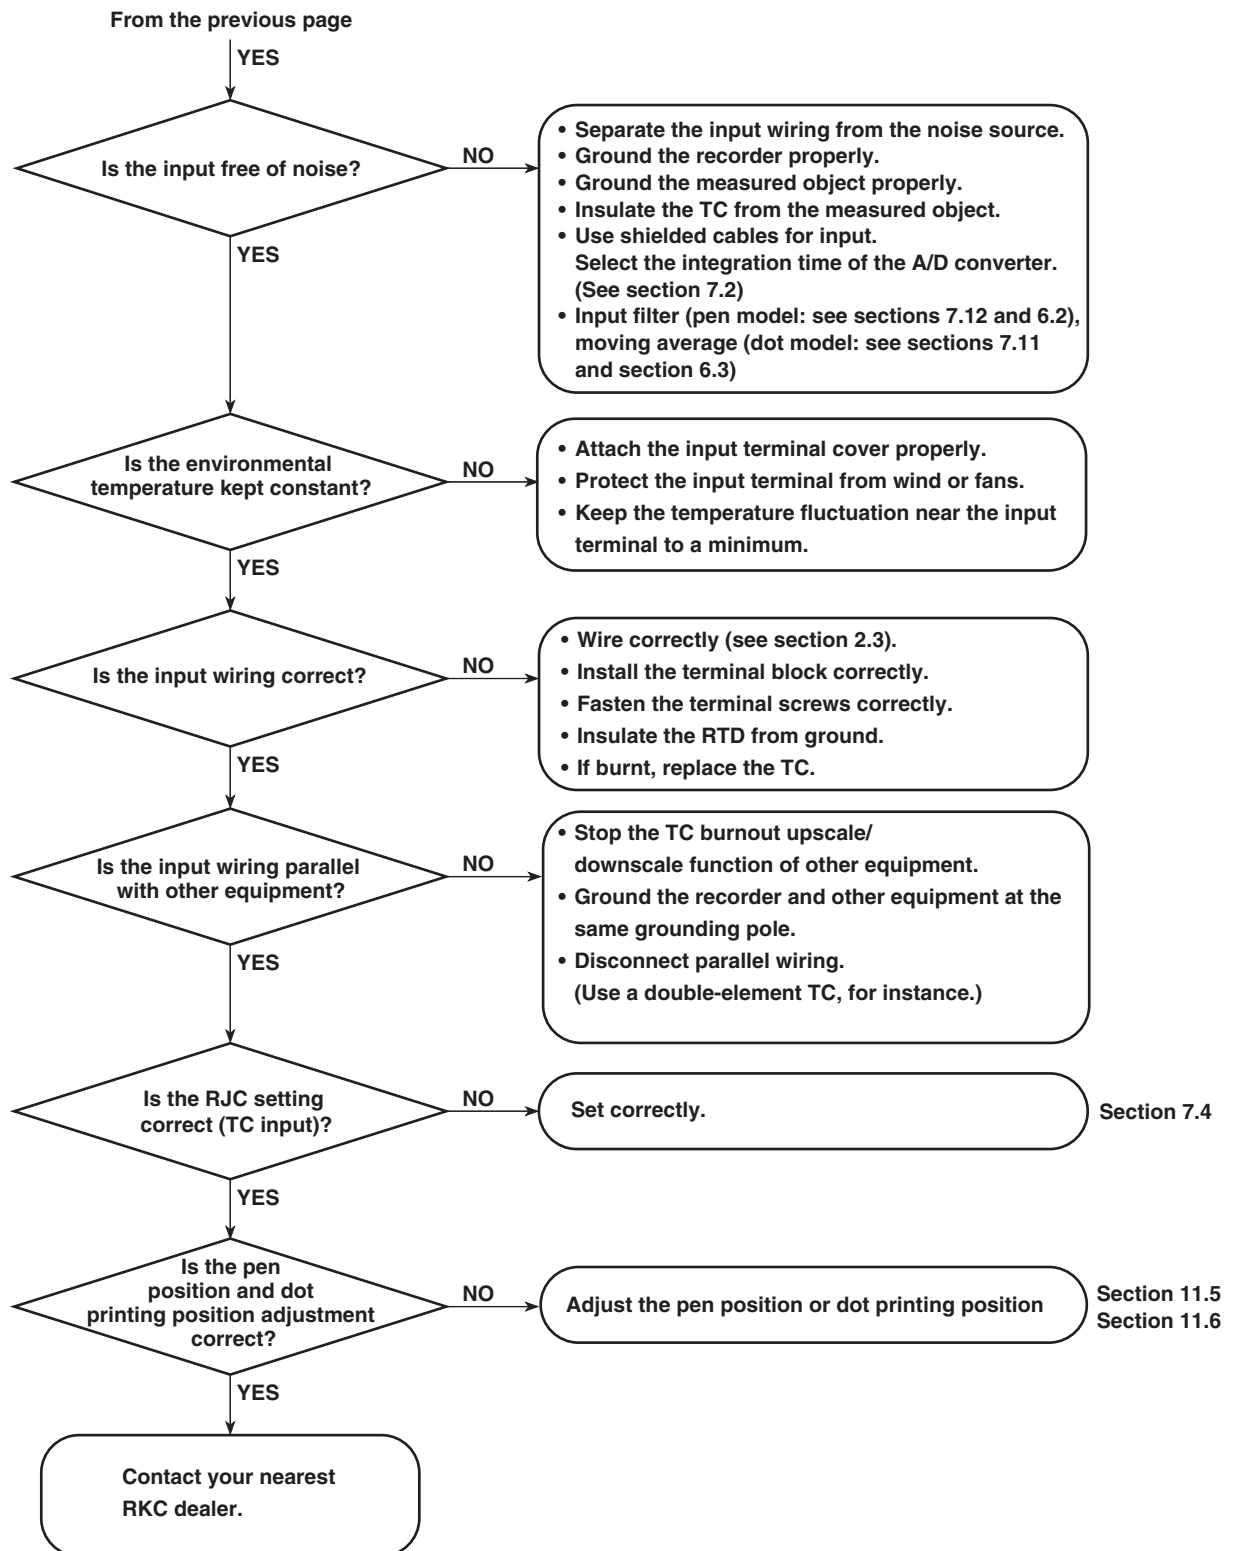 From the previous page
YES
Is the input free of noise?
NO
• Separate the input wiring from the noise source.
• Ground the recorder properly.
• Ground the measured object properly.
• Insulate the TC from the measured object.
• Use shielded cables for input.
Select the integration time of the A/D converter.
(See section 7.2)
• Input filter (pen model: see sections 7.12 and 6.2),
moving average (dot model: see sections 7.11
and section 6.3)
YES
Is the environmental
temperature kept constant?
NO
• Attach the input terminal cover properly.
• Protect the input terminal from wind or fans.
• Keep the temperature fluctuation near the input
terminal to a minimum.
YES
Is the input wiring correct?
NO
• Wire correctly (see section 2.3).
• Install the terminal block correctly.
• Fasten the terminal screws correctly.
• Insulate the RTD from ground.
• If burnt, replace the TC.
YES
Is the input wiring parallel
with other equipment?
NO
• Stop the TC burnout upscale/
downscale function of other equipment.
• Ground the recorder and other equipment at the
same grounding pole.
• Disconnect parallel wiring.
(Use a double-element TC, for instance.)
YES
Is the RJC setting
correct (TC input)?
NO
Set correctly.
Section 7.4
YES
Is the pen
position and dot
printing position adjustment
correct?
NO
Adjust the pen position or dot printing position
Section 11.5
Section 11.6
YES
Contact your nearest
RKC dealer.